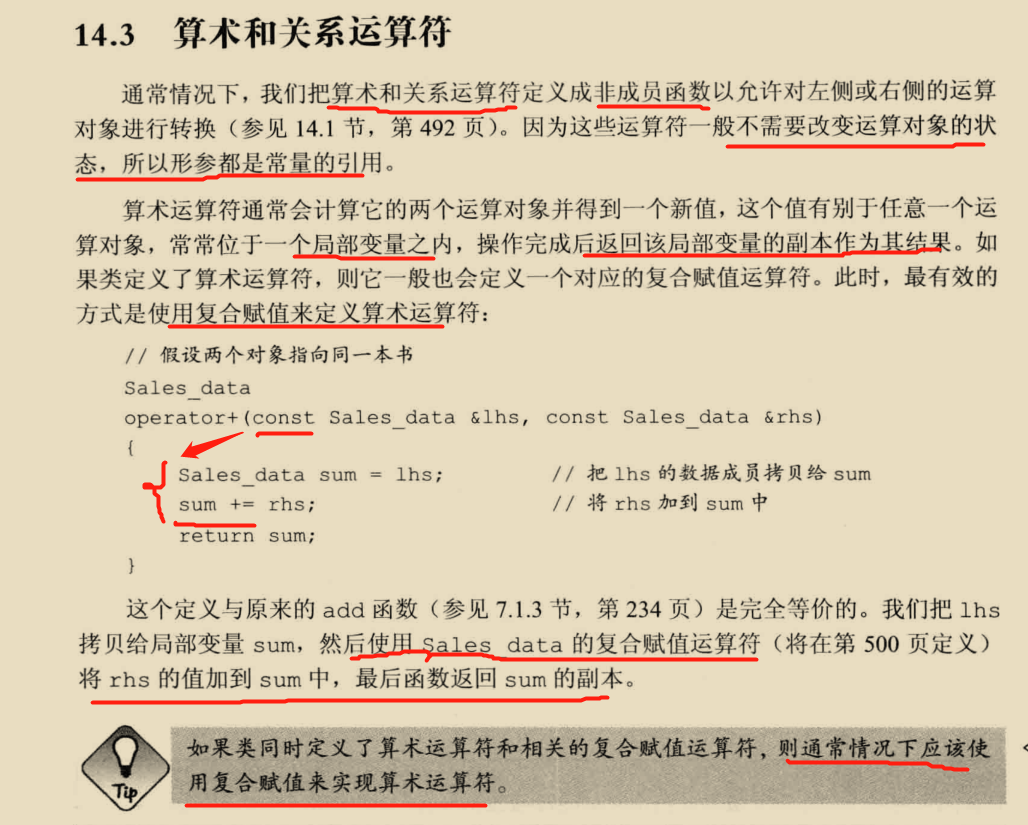 14.3 算术和关系运算符
通常情况下，我们把算术和关系运算符定义成非成员函数以允许对左侧或右侧的运算
对象进行转换（参见 14.1 节，第 492 页）。因为这些运算符一般不需要改变运算对象的状
态，所以形参都是常量的引用。
算术运算符通常会计算它的两个运算对象并得到一个新值，这个值有别于任意一个运
算对象，常常位于一个局部变量之内，操作完成后返回该局部变量的副本作为其结果。如
果类定义了算术运算符，则它一般也会定义一个对应的复合赋值运算符。此时，最有效的
方式是使用复合赋值来定义算术运算符：
// 假设两个对象指向同一本书
Sales_data
operator+(const Sales_data &lhs, const Sales_data &rhs)
{
Sales_data sum = lhs; // 把 lhs 的数据成员拷贝给 sum
sum += rhs; // 将 rhs 加到 sum 中
return sum;
}
这个定义与原来的 add 函数（参见 7.1.3 节，第 234 页）是完全等价的。我们把 lhs
拷贝给局部变量 sum，然后使用 Sales_data 的复合赋值运算符（将在第 500 页定义）
将 rhs 的值加到 sum 中，最后函数返回 sum 的副本。
Tip
如果类同时定义了算术运算符和相关的复合赋值运算符，则通常情况下应该使
用复合赋值来实现算术运算符。